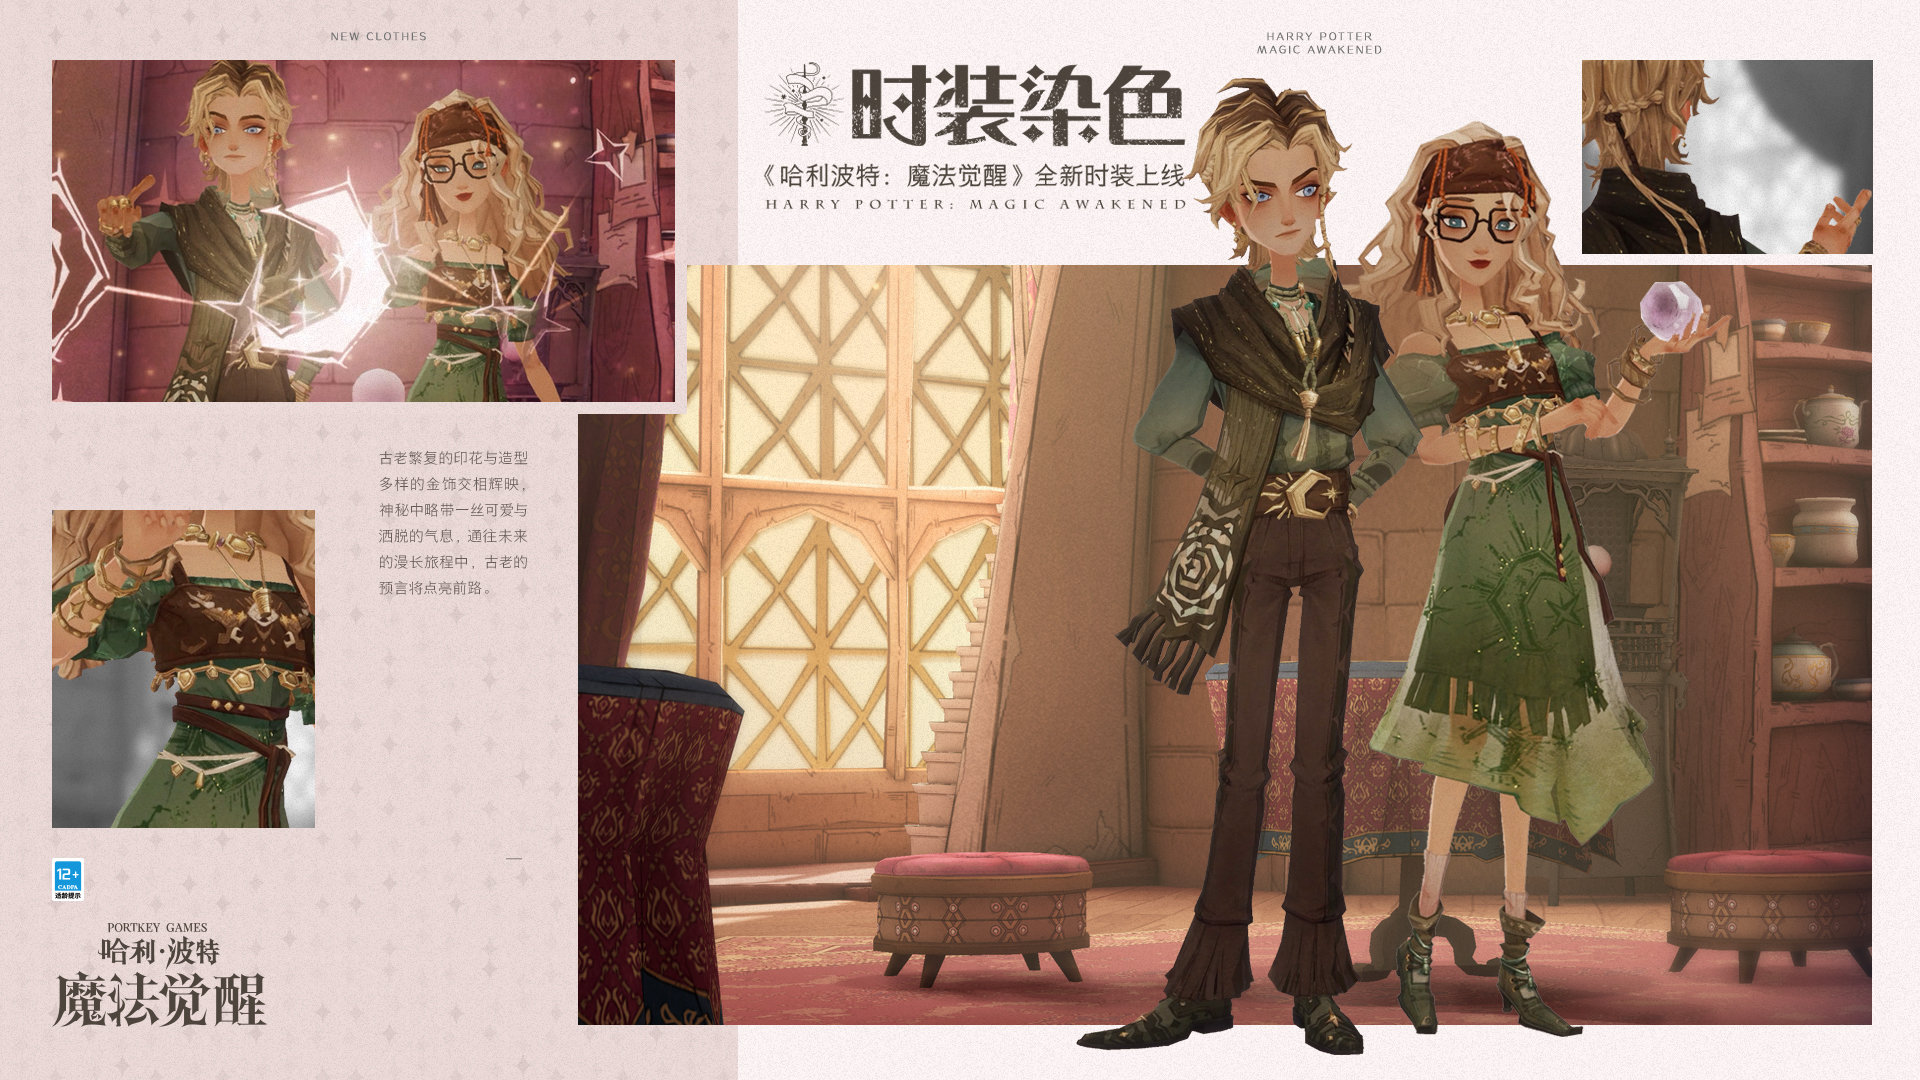 NEW CLOTHES
HARRY POTTER
MAGIC AWAKENED
时装染色
《哈利波特：魔法觉醒》全新时装上线
HARRY POTTER: MAGIC AWAKENED
古老繁复的印花与造型
多样的金饰交相辉映，
神秘中略带一丝可爱与
洒脱的气息，通往未来
的漫长旅程中，古老的
预言将点亮前路。
12+
CADPA
适龄提示
PORTKEY GAMES
哈利·波特
魔法觉醒